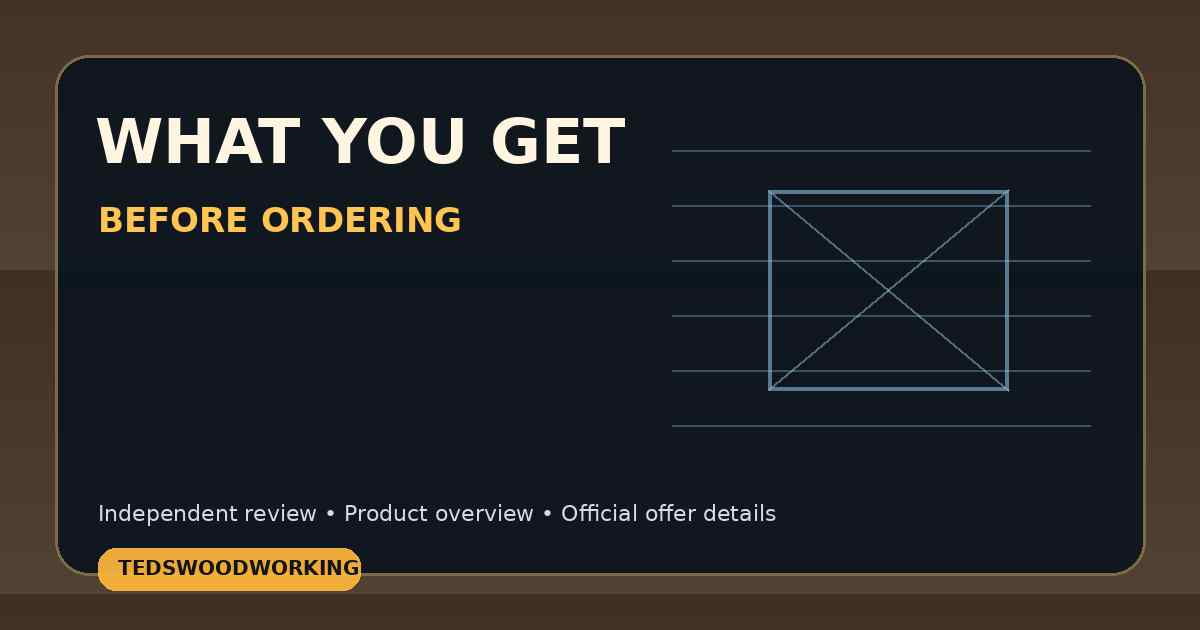 WHAT YOU GET
BEFORE ORDERING
Independent review • Product overview • Official offer details
TEDSWOODWORKING